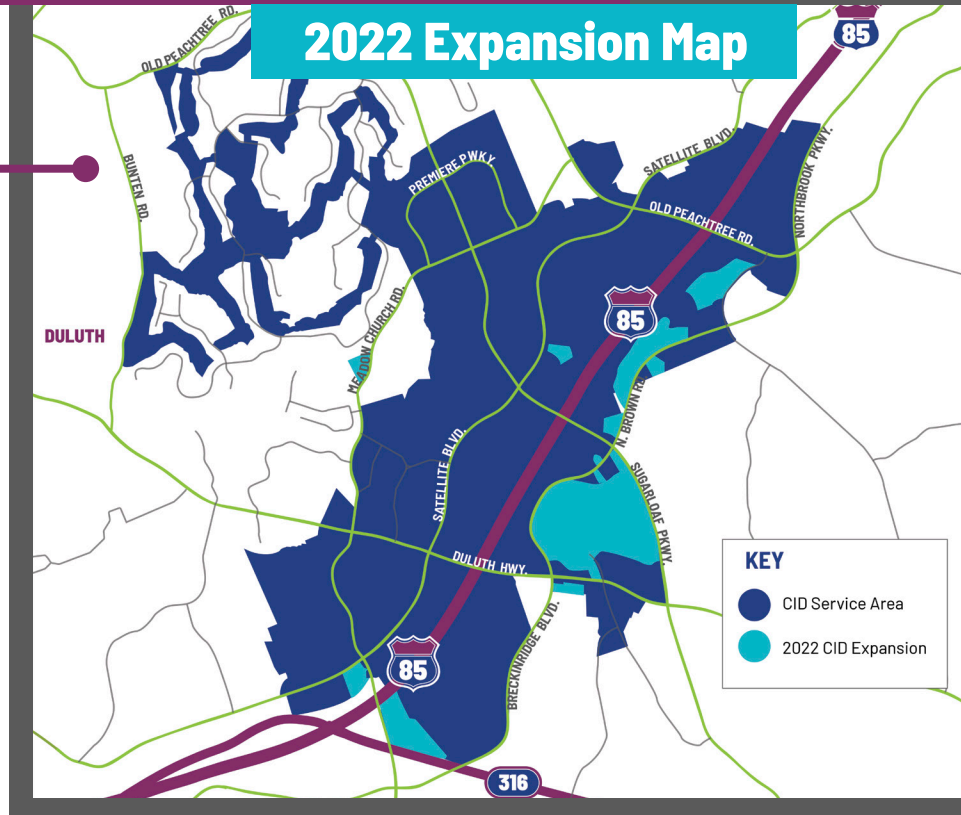 2022 Expansion Map
85
OLD PEACHTREE RD.
BUNTEN RD.
PREMIERE PWKY.
SATELLITE BLVD.
NORTHBROOK PKWY.
OLD PEACHTREE RD.
85
DULUTH
MEADOW CHURCH RD.
N. BROWN RD.
SATELLITE BLVD.
SUGARLOAF PKWY.
DULUTH HWY.
BRECKINRIDGE BLVD.
85
316
KEY
CID Service Area
2022 CID Expansion